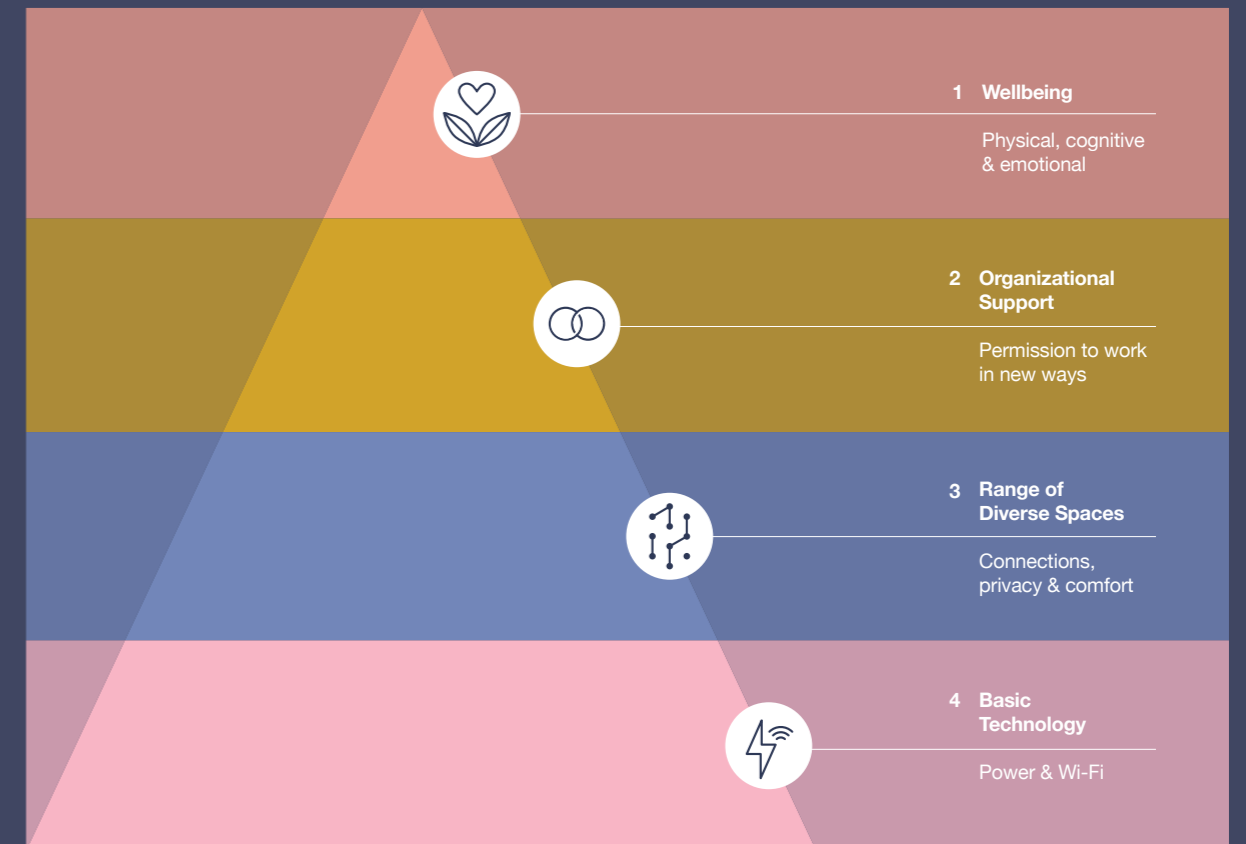 1 Wellbeing
Physical, cognitive
& emotional
2 Organizational
Support
Permission to work
in new ways
3 Range of
Diverse Spaces
Connections,
privacy & comfort
4 Basic
Technology
Power & Wi-Fi